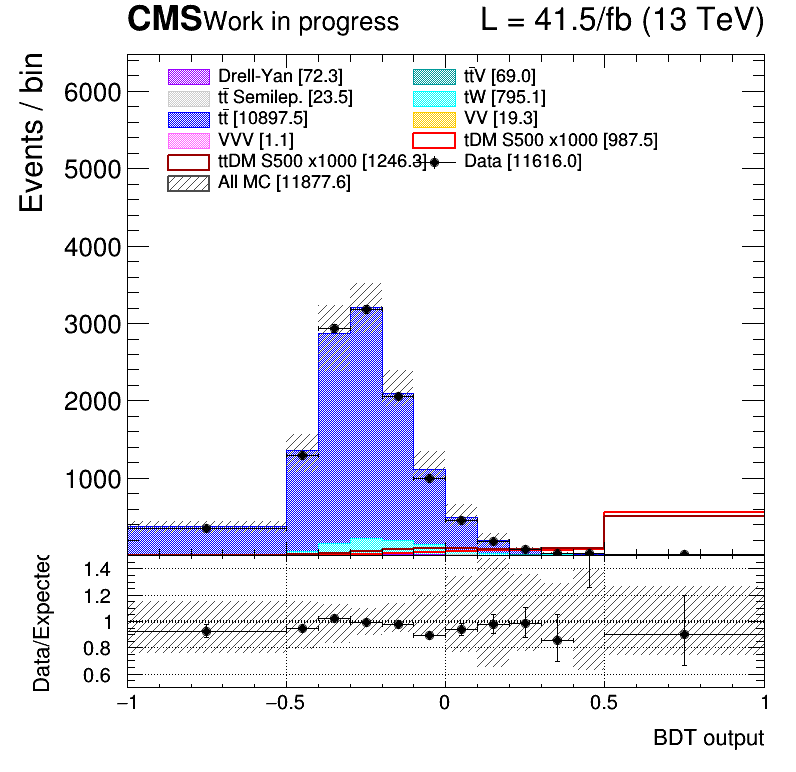 CMS Work in progress L = 41.5/fb (13 TeV)
Events / bin
Drell-Yan [72.3] tt̄V [69.0]
tt̄ Semilep. [23.5] tW [795.1]
tt̄ [10897.5] VV [19.3]
VVV [1.1] tDM S500 x1000 [987.5]
ttDM S500 x1000 [1246.3] Data [11616.0]
All MC [11877.6]
6000
5000
4000
3000
2000
1000
Data/Expected
1.4
1.2
1
0.8
0.6
−1 −0.5 0 0.5 1
BDT output